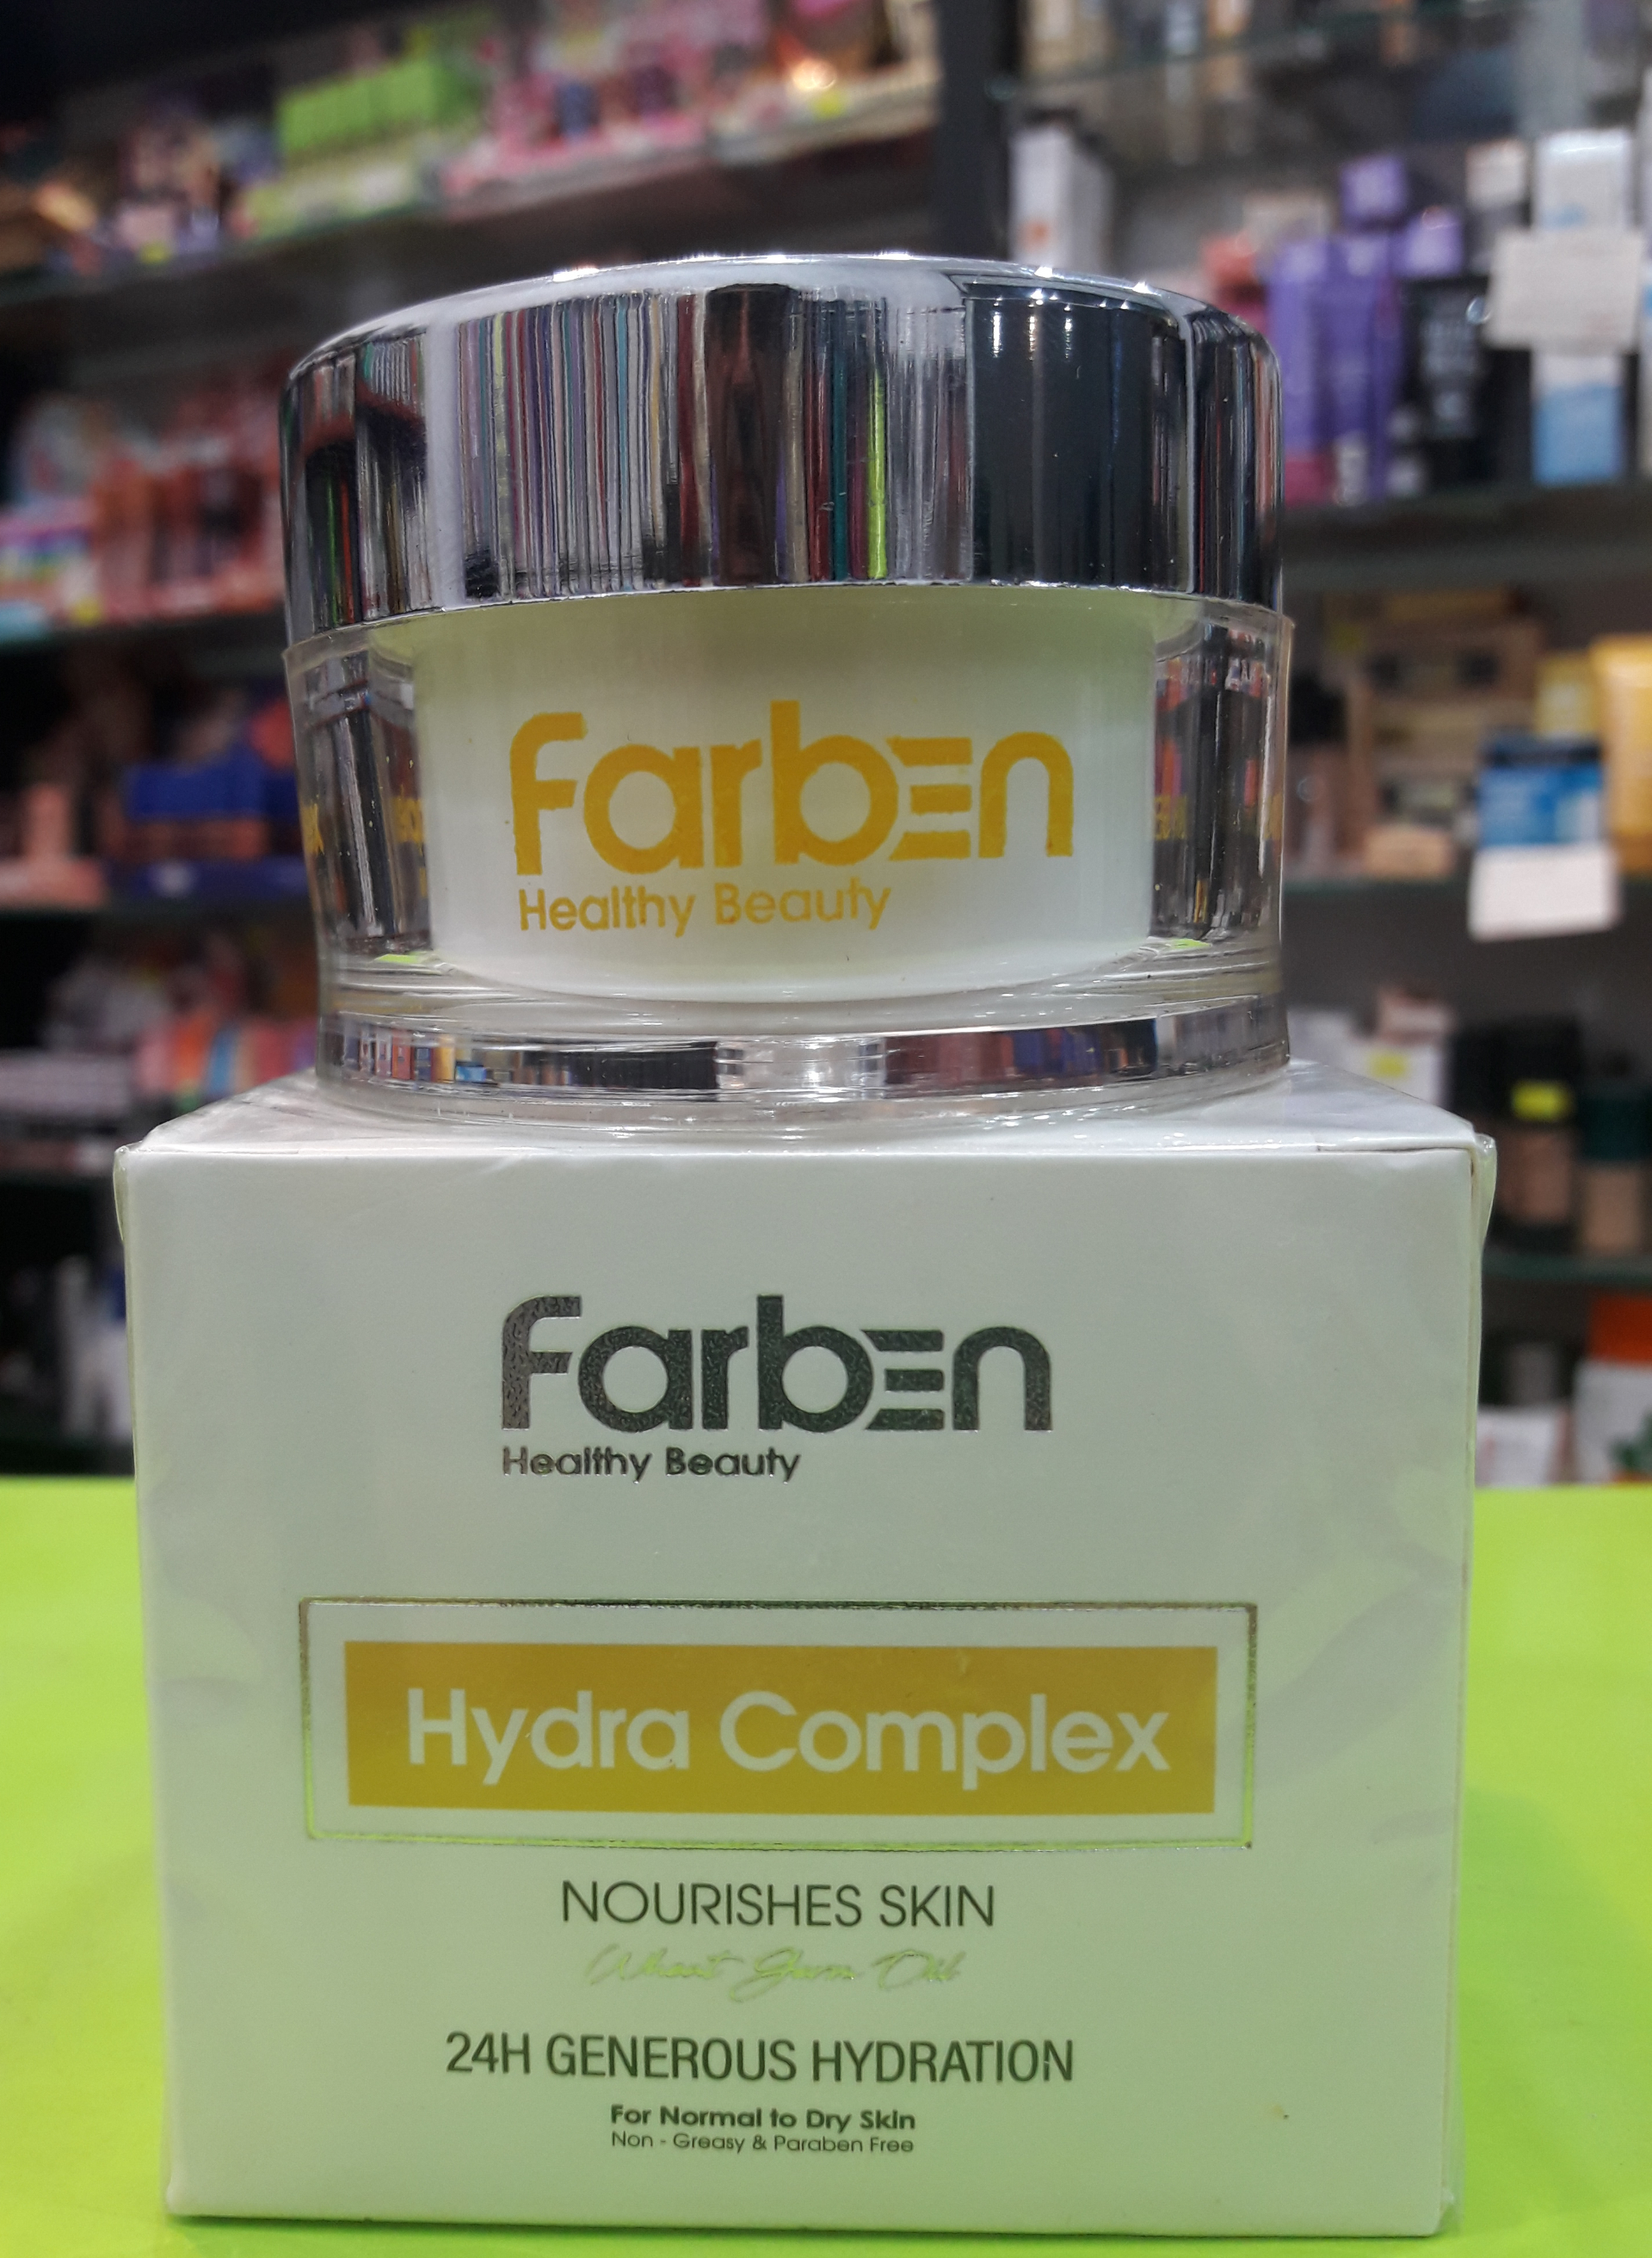 Farben
Healthy Beauty
Farben
Healthy Beauty
Hydra Complex
NOURISHES SKIN
Wheat Germ Oil
24H GENEROUS HYDRATION
For Normal to Dry Skin
Non - Greasy & Paraben Free